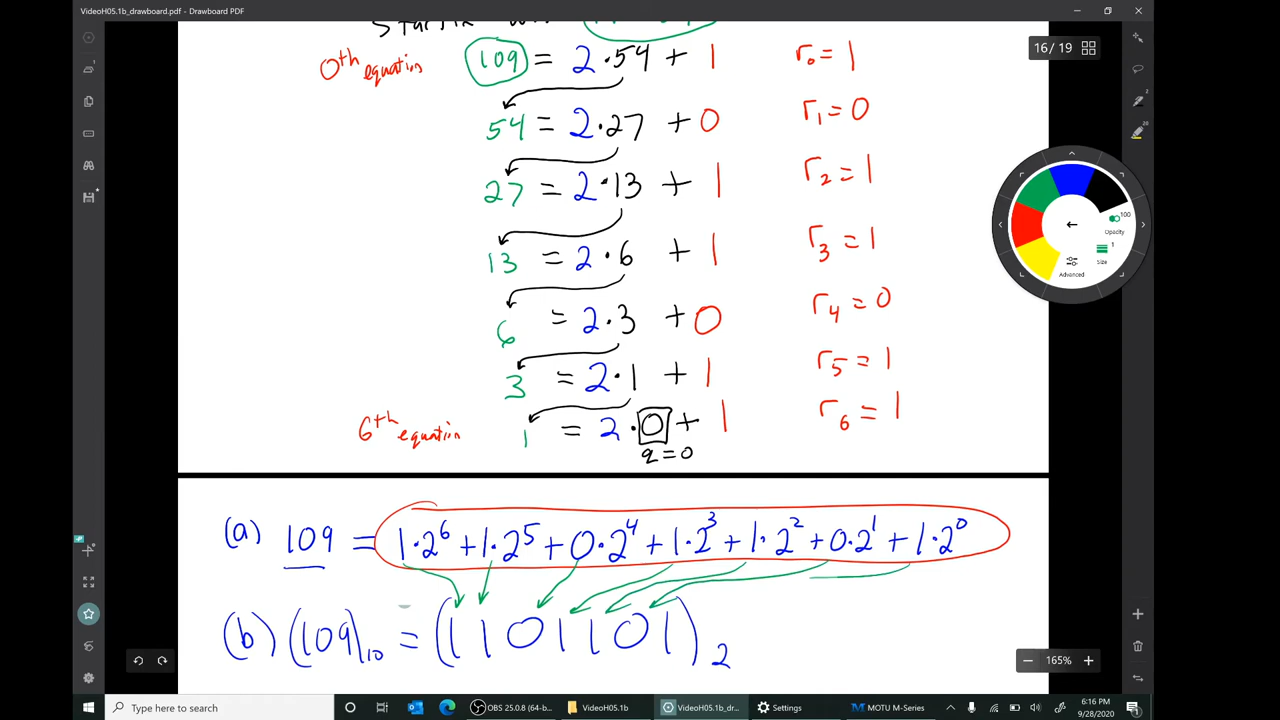 VideoH05.1b_drawboard.pdf - Drawboard PDF
16 / 19
0th equation 109 = 2 · 54 + 1 r0 = 1
54 = 2 · 27 + 0 r1 = 0
27 = 2 · 13 + 1 r2 = 1
13 = 2 · 6 + 1 r3 = 1
6 = 2 · 3 + 0 r4 = 0
3 = 2 · 1 + 1 r5 = 1
6th equation 1 = 2 · 0 + 1 r6 = 1
q = 0
100
Opacity
1
Size
Advanced
(a) 109 = 1·2^6 + 1·2^5 + 0·2^4 + 1·2^3 + 1·2^2 + 0·2^1 + 1·2^0
(b) (109)10 = (1101101)2
165%
Type here to search
OBS 25.0.8 (64-b...
VideoH05.1b
VideoH05.1b_dr...
Settings
MOTU M-Series
6:16 PM
9/28/2020